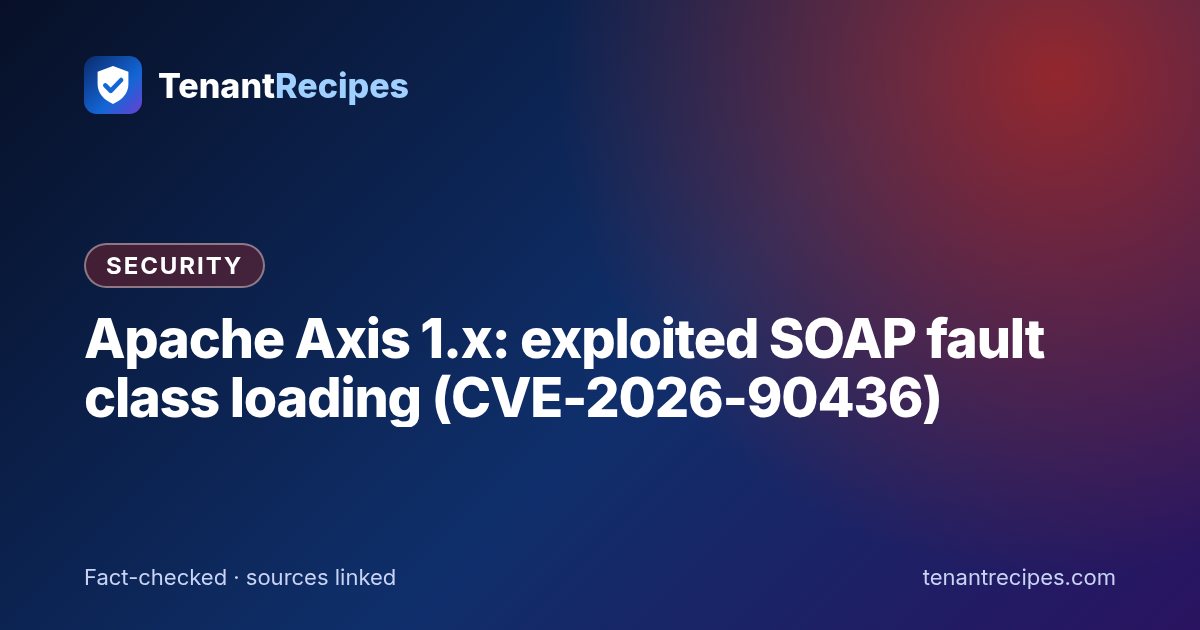 TenantRecipes
SECURITY
Apache Axis 1.x: exploited SOAP fault
class loading (CVE-2026-90436)
Fact-checked · sources linked
tenantrecipes.com